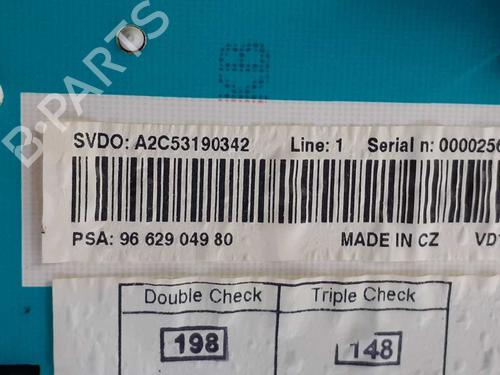 B-PARTS
SVDO: A2C53190342 Line: 1 Serial n: 0000256
PSA: 96 629 049 80 MADE IN CZ VD1
Double Check Triple Check
198 148